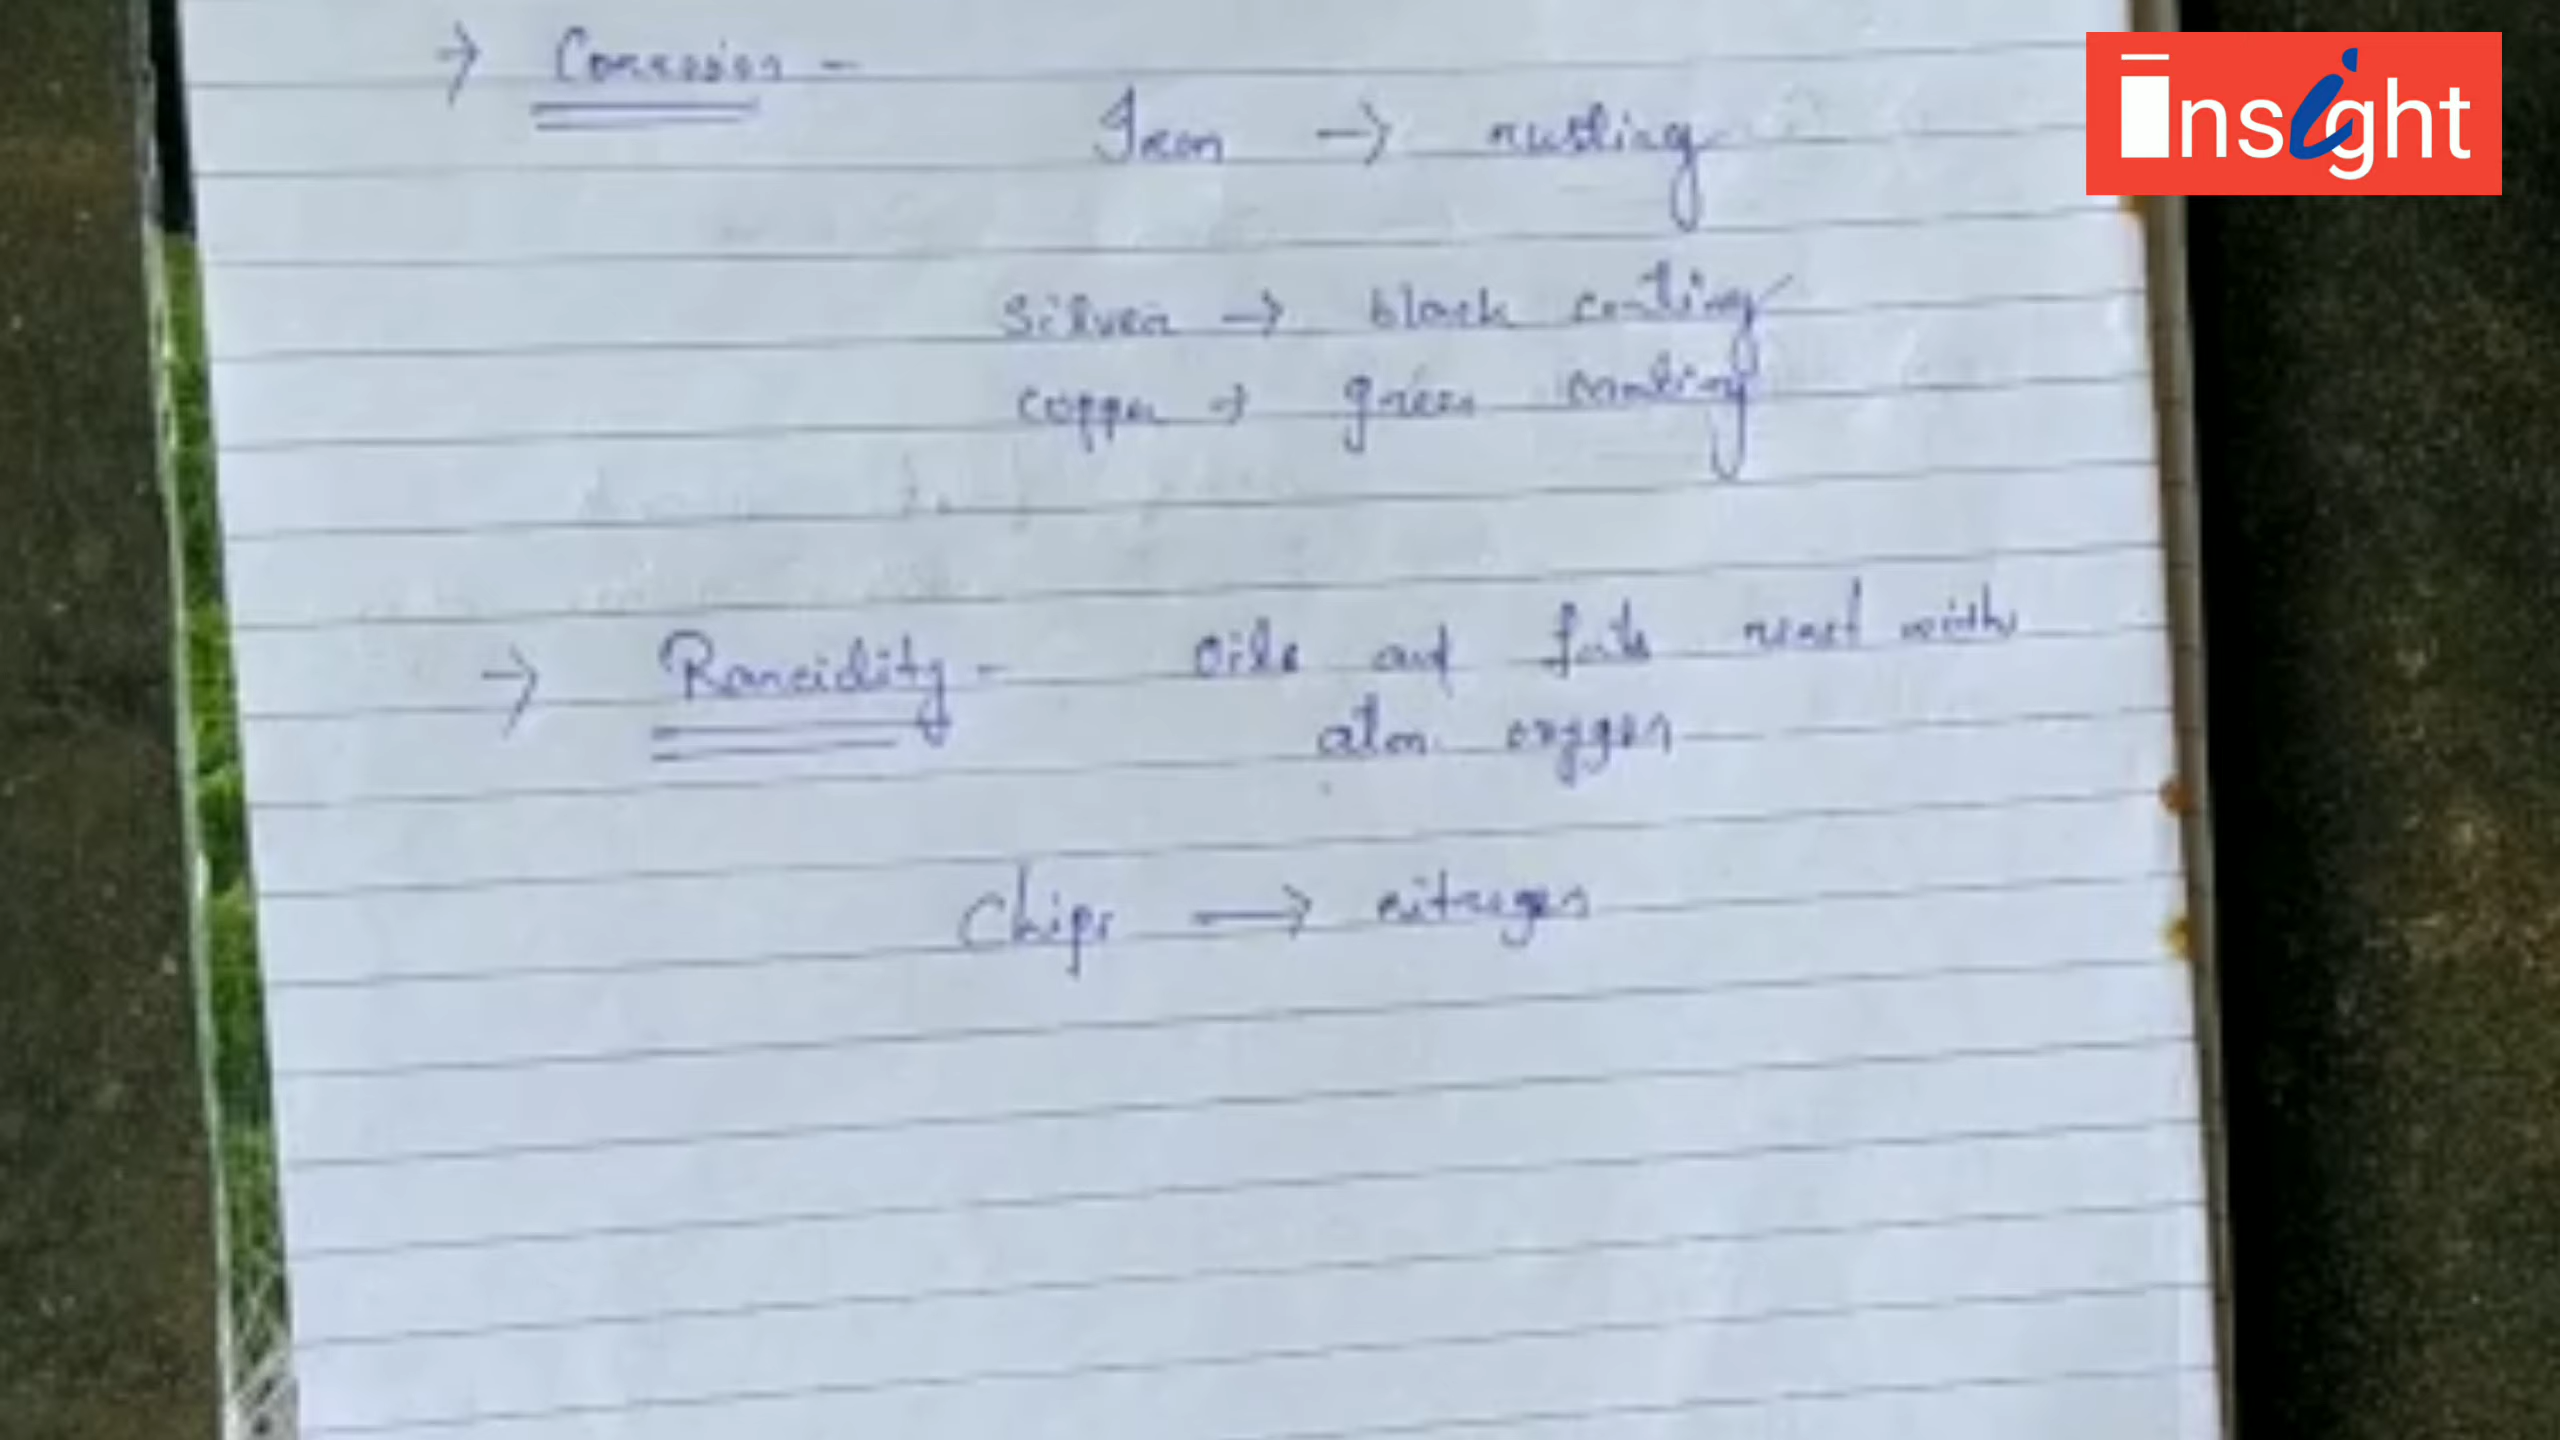 → Corrosion -
Iron → rusting
Silver → black coating
copper → green coating
→ Rancidity - Oils and fats react with
atm. oxygen
Chips → nitrogen
Insight